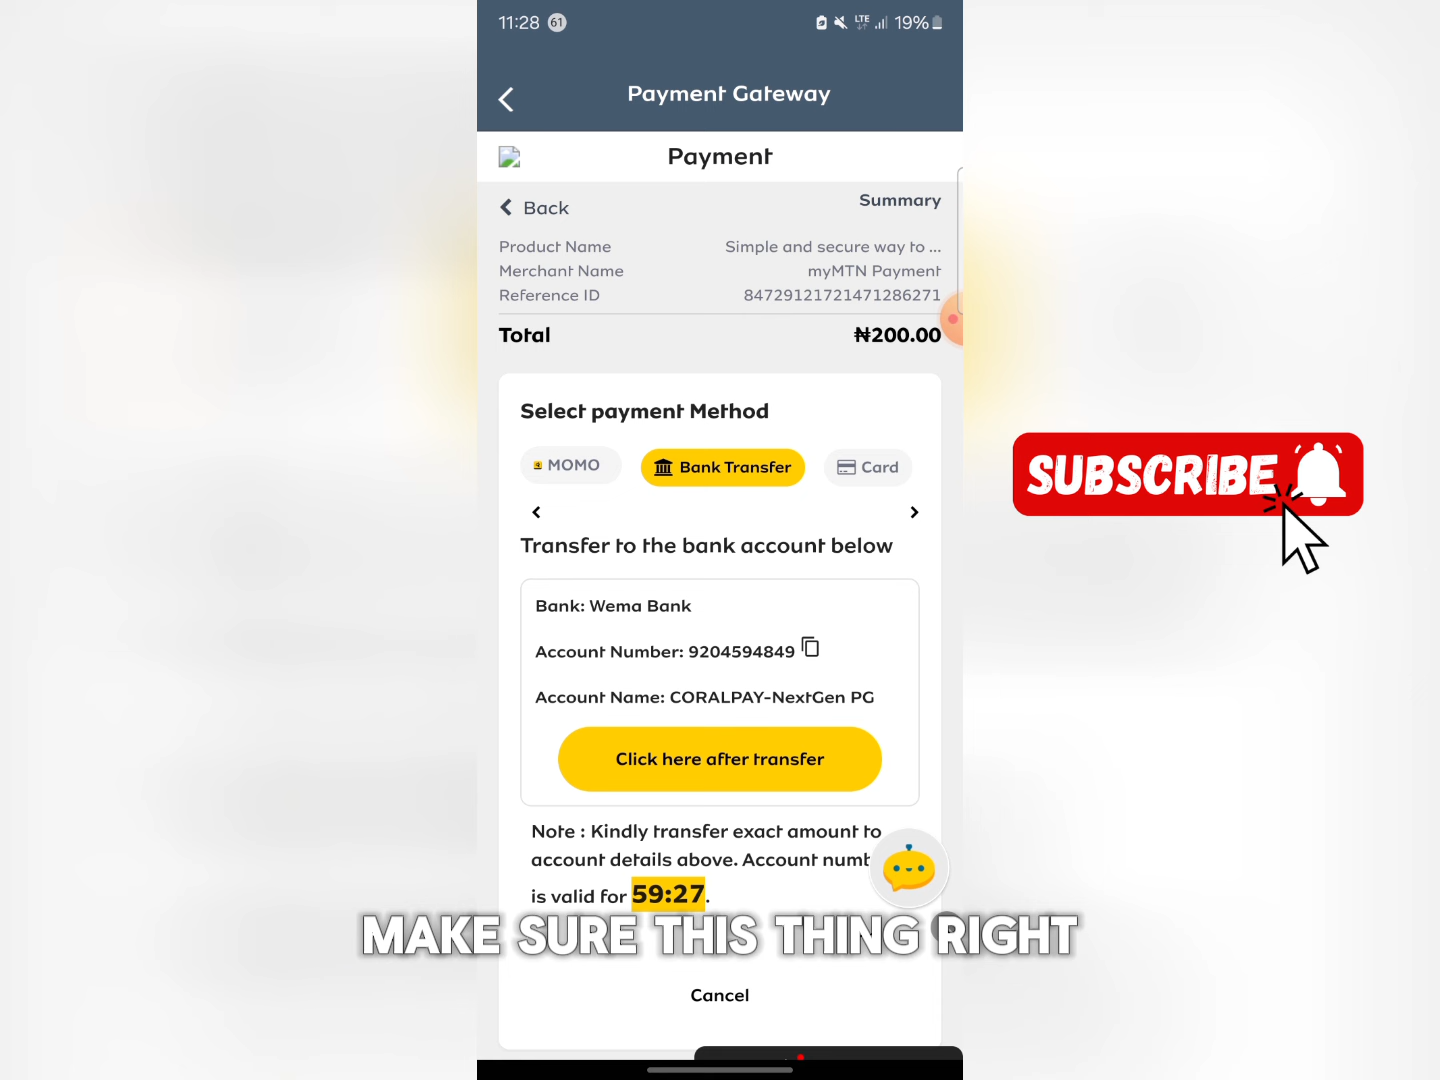 11:28 61 LTE 19%
Payment Gateway
Payment
Back
Summary
Product Name Simple and secure way to ...
Merchant Name myMTN Payment
Reference ID 84729121721471286271
Total ₦200.00
Select payment Method
MOMO Bank Transfer Card
Transfer to the bank account below
Bank: Wema Bank
Account Number: 9204594849
Account Name: CORALPAY-NextGen PG
Click here after transfer
Note : Kindly transfer exact amount to
account details above. Account numb
is valid for 59:27.
MAKE SURE THIS THING RIGHT
Cancel
SUBSCRIBE